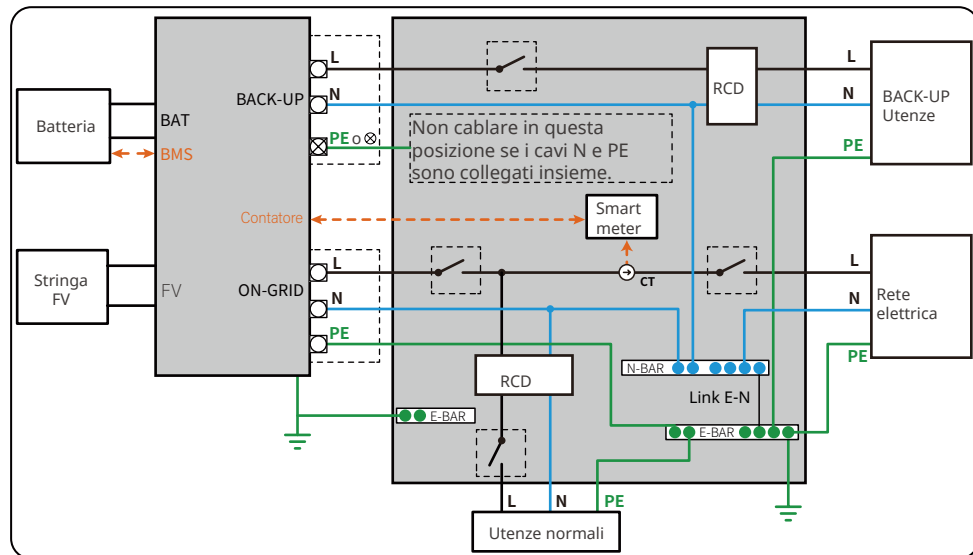 L
N
PE o ⊗
BACK-UP
BAT
BMS
Batteria
Contatore
L
N
PE
ON-GRID
FV
Stringa
FV
RCD
L
N
PE
BACK-UP
Utenze
Non cablare in questa
posizione se i cavi N e PE
sono collegati insieme.
Smart
meter
CT
L
N
PE
Rete
elettrica
N-BAR
Link E-N
RCD
E-BAR
E-BAR
L
N
PE
Utenze normali